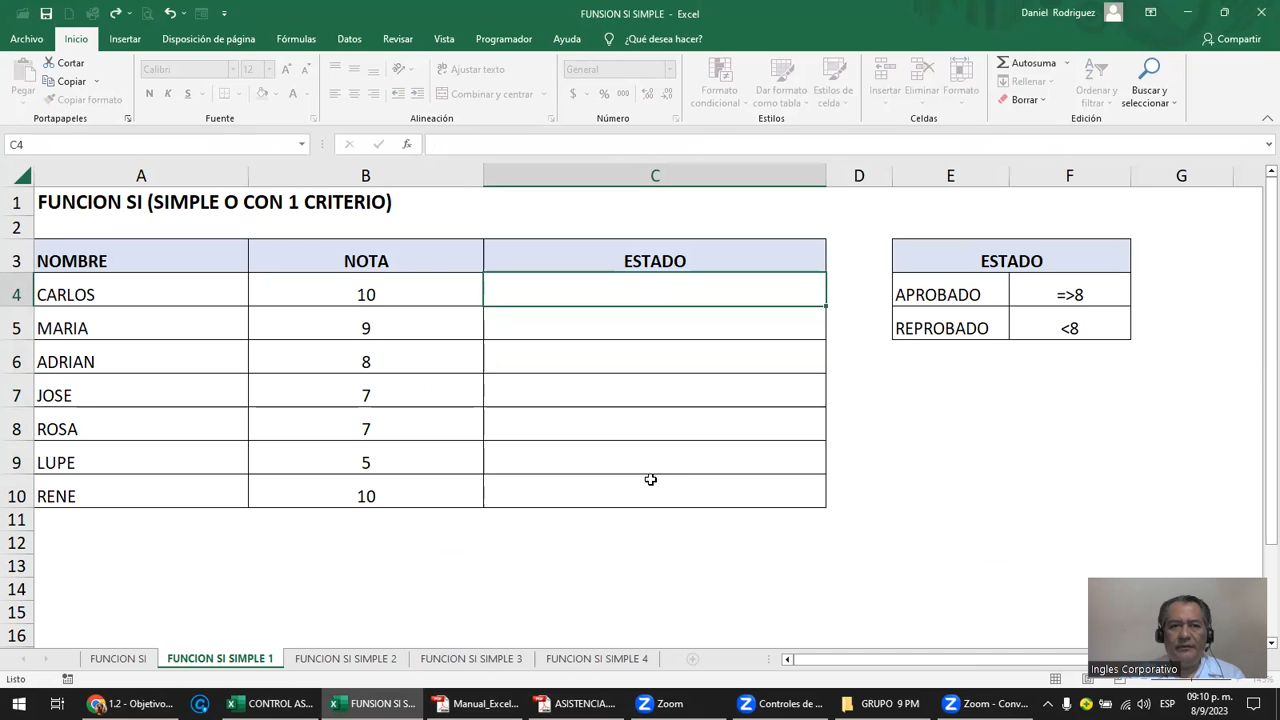 FUNSION SI SIMPLE - Excel
Daniel Rodriguez
Archivo Inicio Insertar Disposición de página Fórmulas Datos Revisar Vista Programador Ayuda ¿Qué desea hacer? Compartir
Pegar
Cortar
Copiar
Copiar formato
Portapapeles
Calibri 12
N K S
Fuente
Ajustar texto
Combinar y centrar
Alineación
General
$ % 000
Número
Formato condicional
Dar formato como tabla
Estilos de celda
Estilos
Insertar Eliminar Formato
Celdas
Autosuma
Rellenar
Borrar
Ordenar y filtrar
Buscar y seleccionar
Edición
C4 fx
A B C D E F G
1 FUNCION SI (SIMPLE O CON 1 CRITERIO)
2
3 NOMBRE NOTA ESTADO ESTADO
4 CARLOS 10 APROBADO =>8
5 MARIA 9 REPROBADO <8
6 ADRIAN 8
7 JOSE 7
8 ROSA 7
9 LUPE 5
10 RENE 10
11
12
13
14
15
16
Ingles Corporativo
FUNCION SI FUNCION SI SIMPLE 1 FUNCION SI SIMPLE 2 FUNCION SI SIMPLE 3 FUNCION SI SIMPLE 4
Listo
1.2 - Objetivo... CONTROL AS... FUNSION SI S... Manual_Excel... ASISTENCIA... Zoom Controles de ... GRUPO 9 PM Zoom - Conv... ESP
09:10 p. m.
8/9/2023